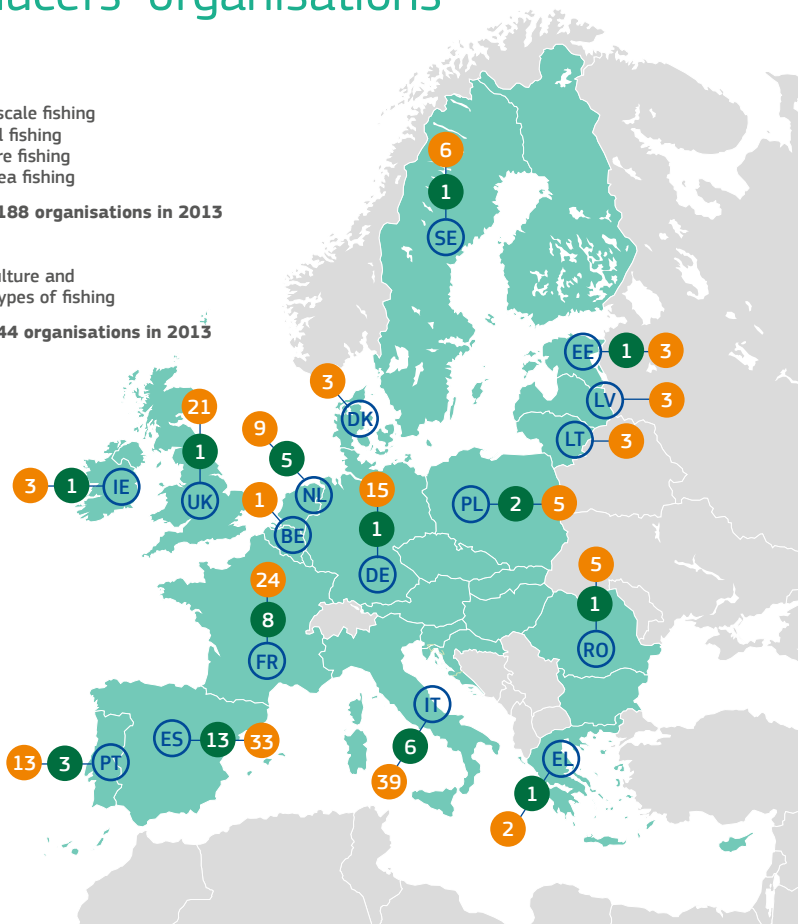 ucers' organisations
scale fishing
l fishing
re fishing
ea fishing
188 organisations in 2013
ulture and
ypes of fishing
44 organisations in 2013
6
1
SE
EE 1 3
LV 3
LT 3
3
DK
21
1
UK
9
5
NL
3 1 IE
1
BE
15
1
DE
PL 2 5
24
8
FR
5
1
RO
IT
6
39
ES 13 33
13 3 PT
EL
1
2